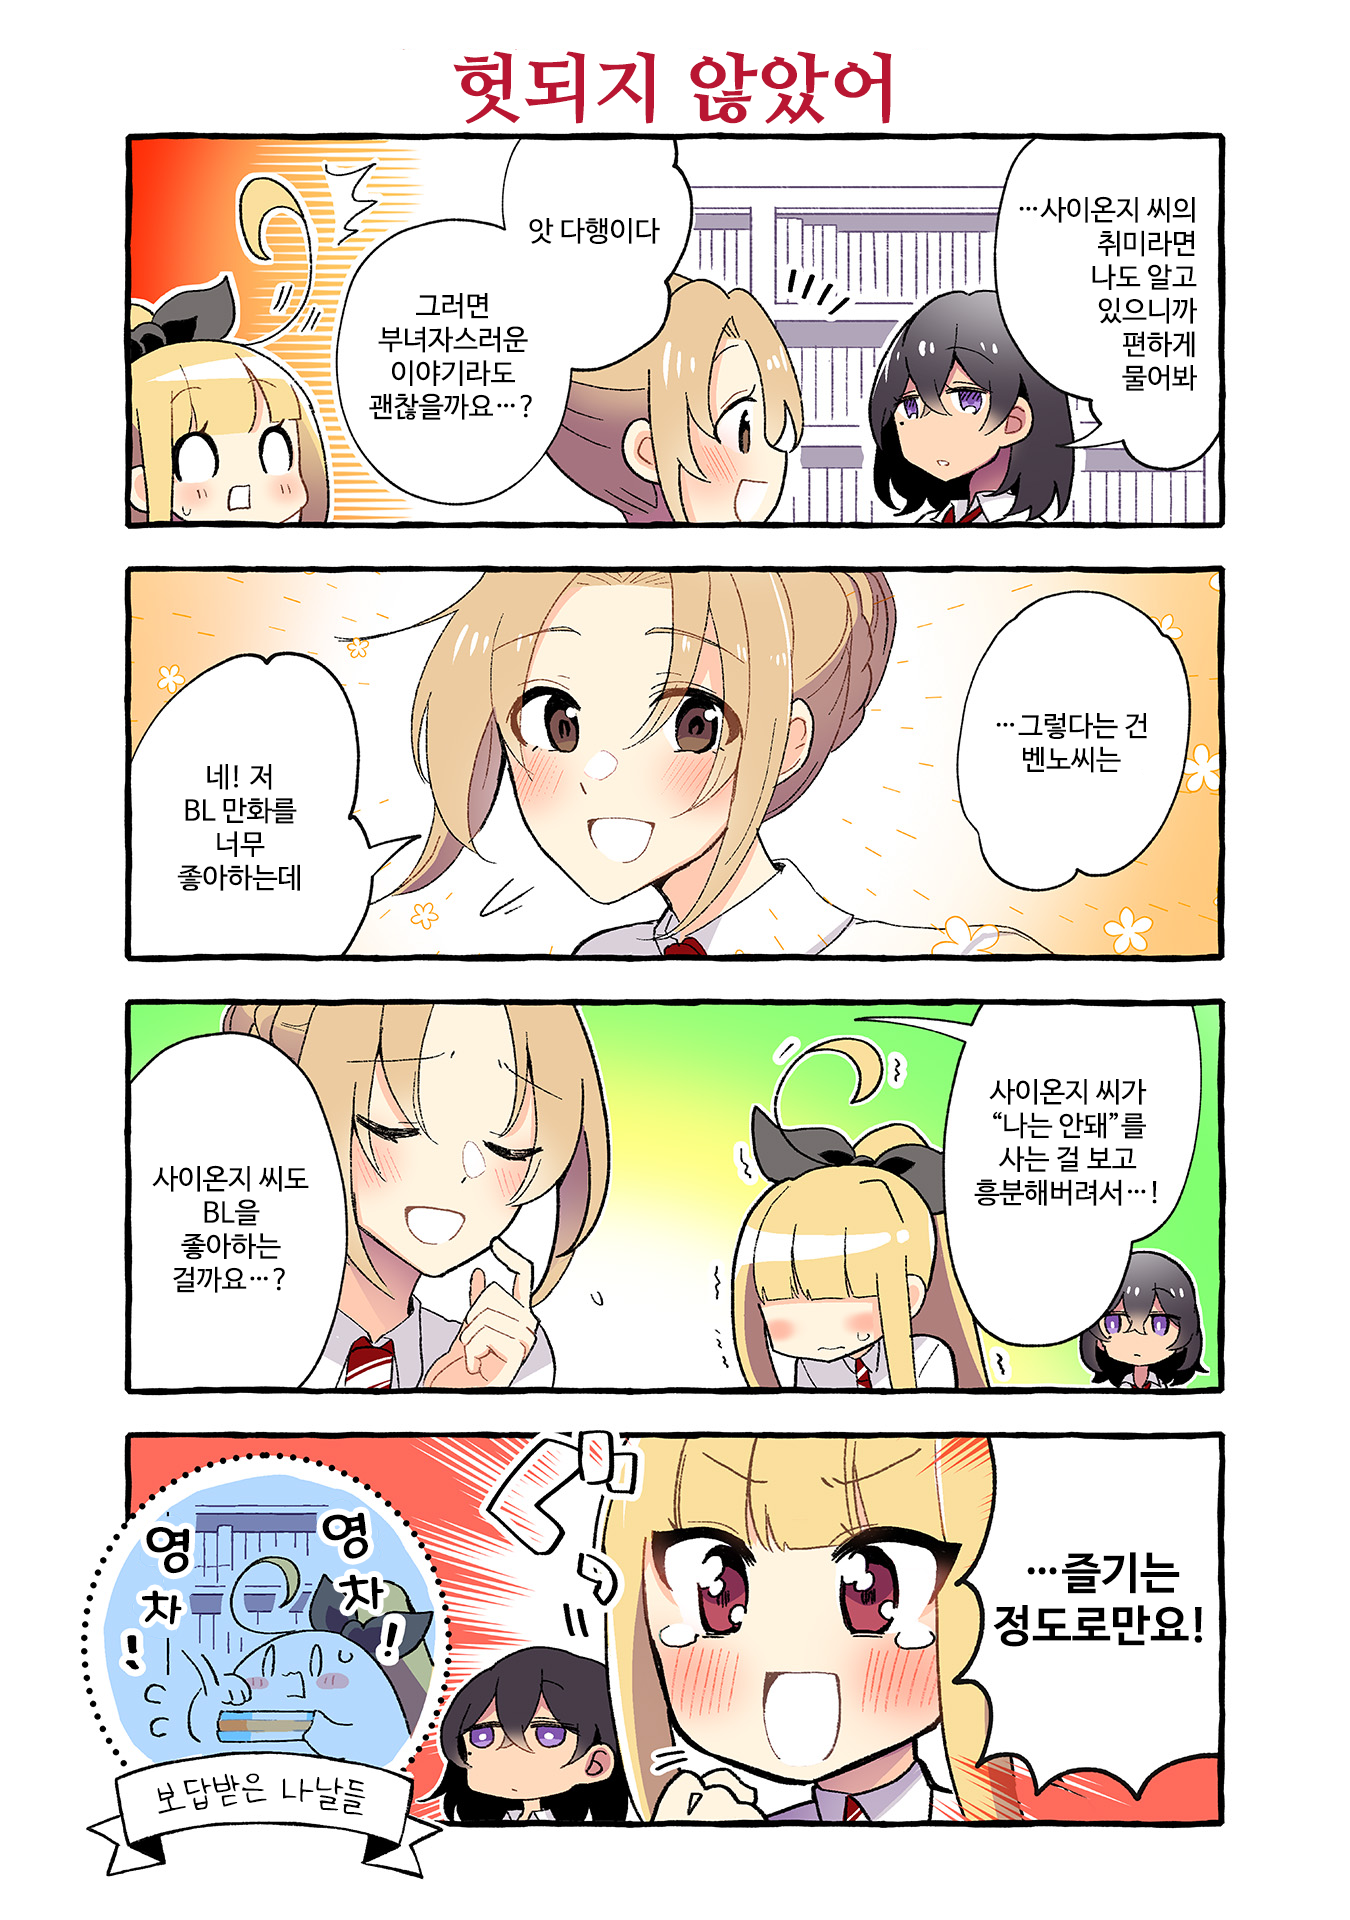 헛되지 않았어
…사이온지 씨의
취미라면
나도 알고
있으니까
편하게
물어봐
앗 다행이다
그러면
부녀자스러운
이야기라도
괜찮을까요…?
…그렇다는 건
벤노씨는
네! 저
BL 만화를
너무
좋아하는데
사이온지 씨가
“나는 안돼”를
사는 걸 보고
흥분해버려서…!
사이온지 씨도
BL을
좋아하는
걸까요…?
…즐기는
정도로만요!
영차!
영차!
보답받은 나날들